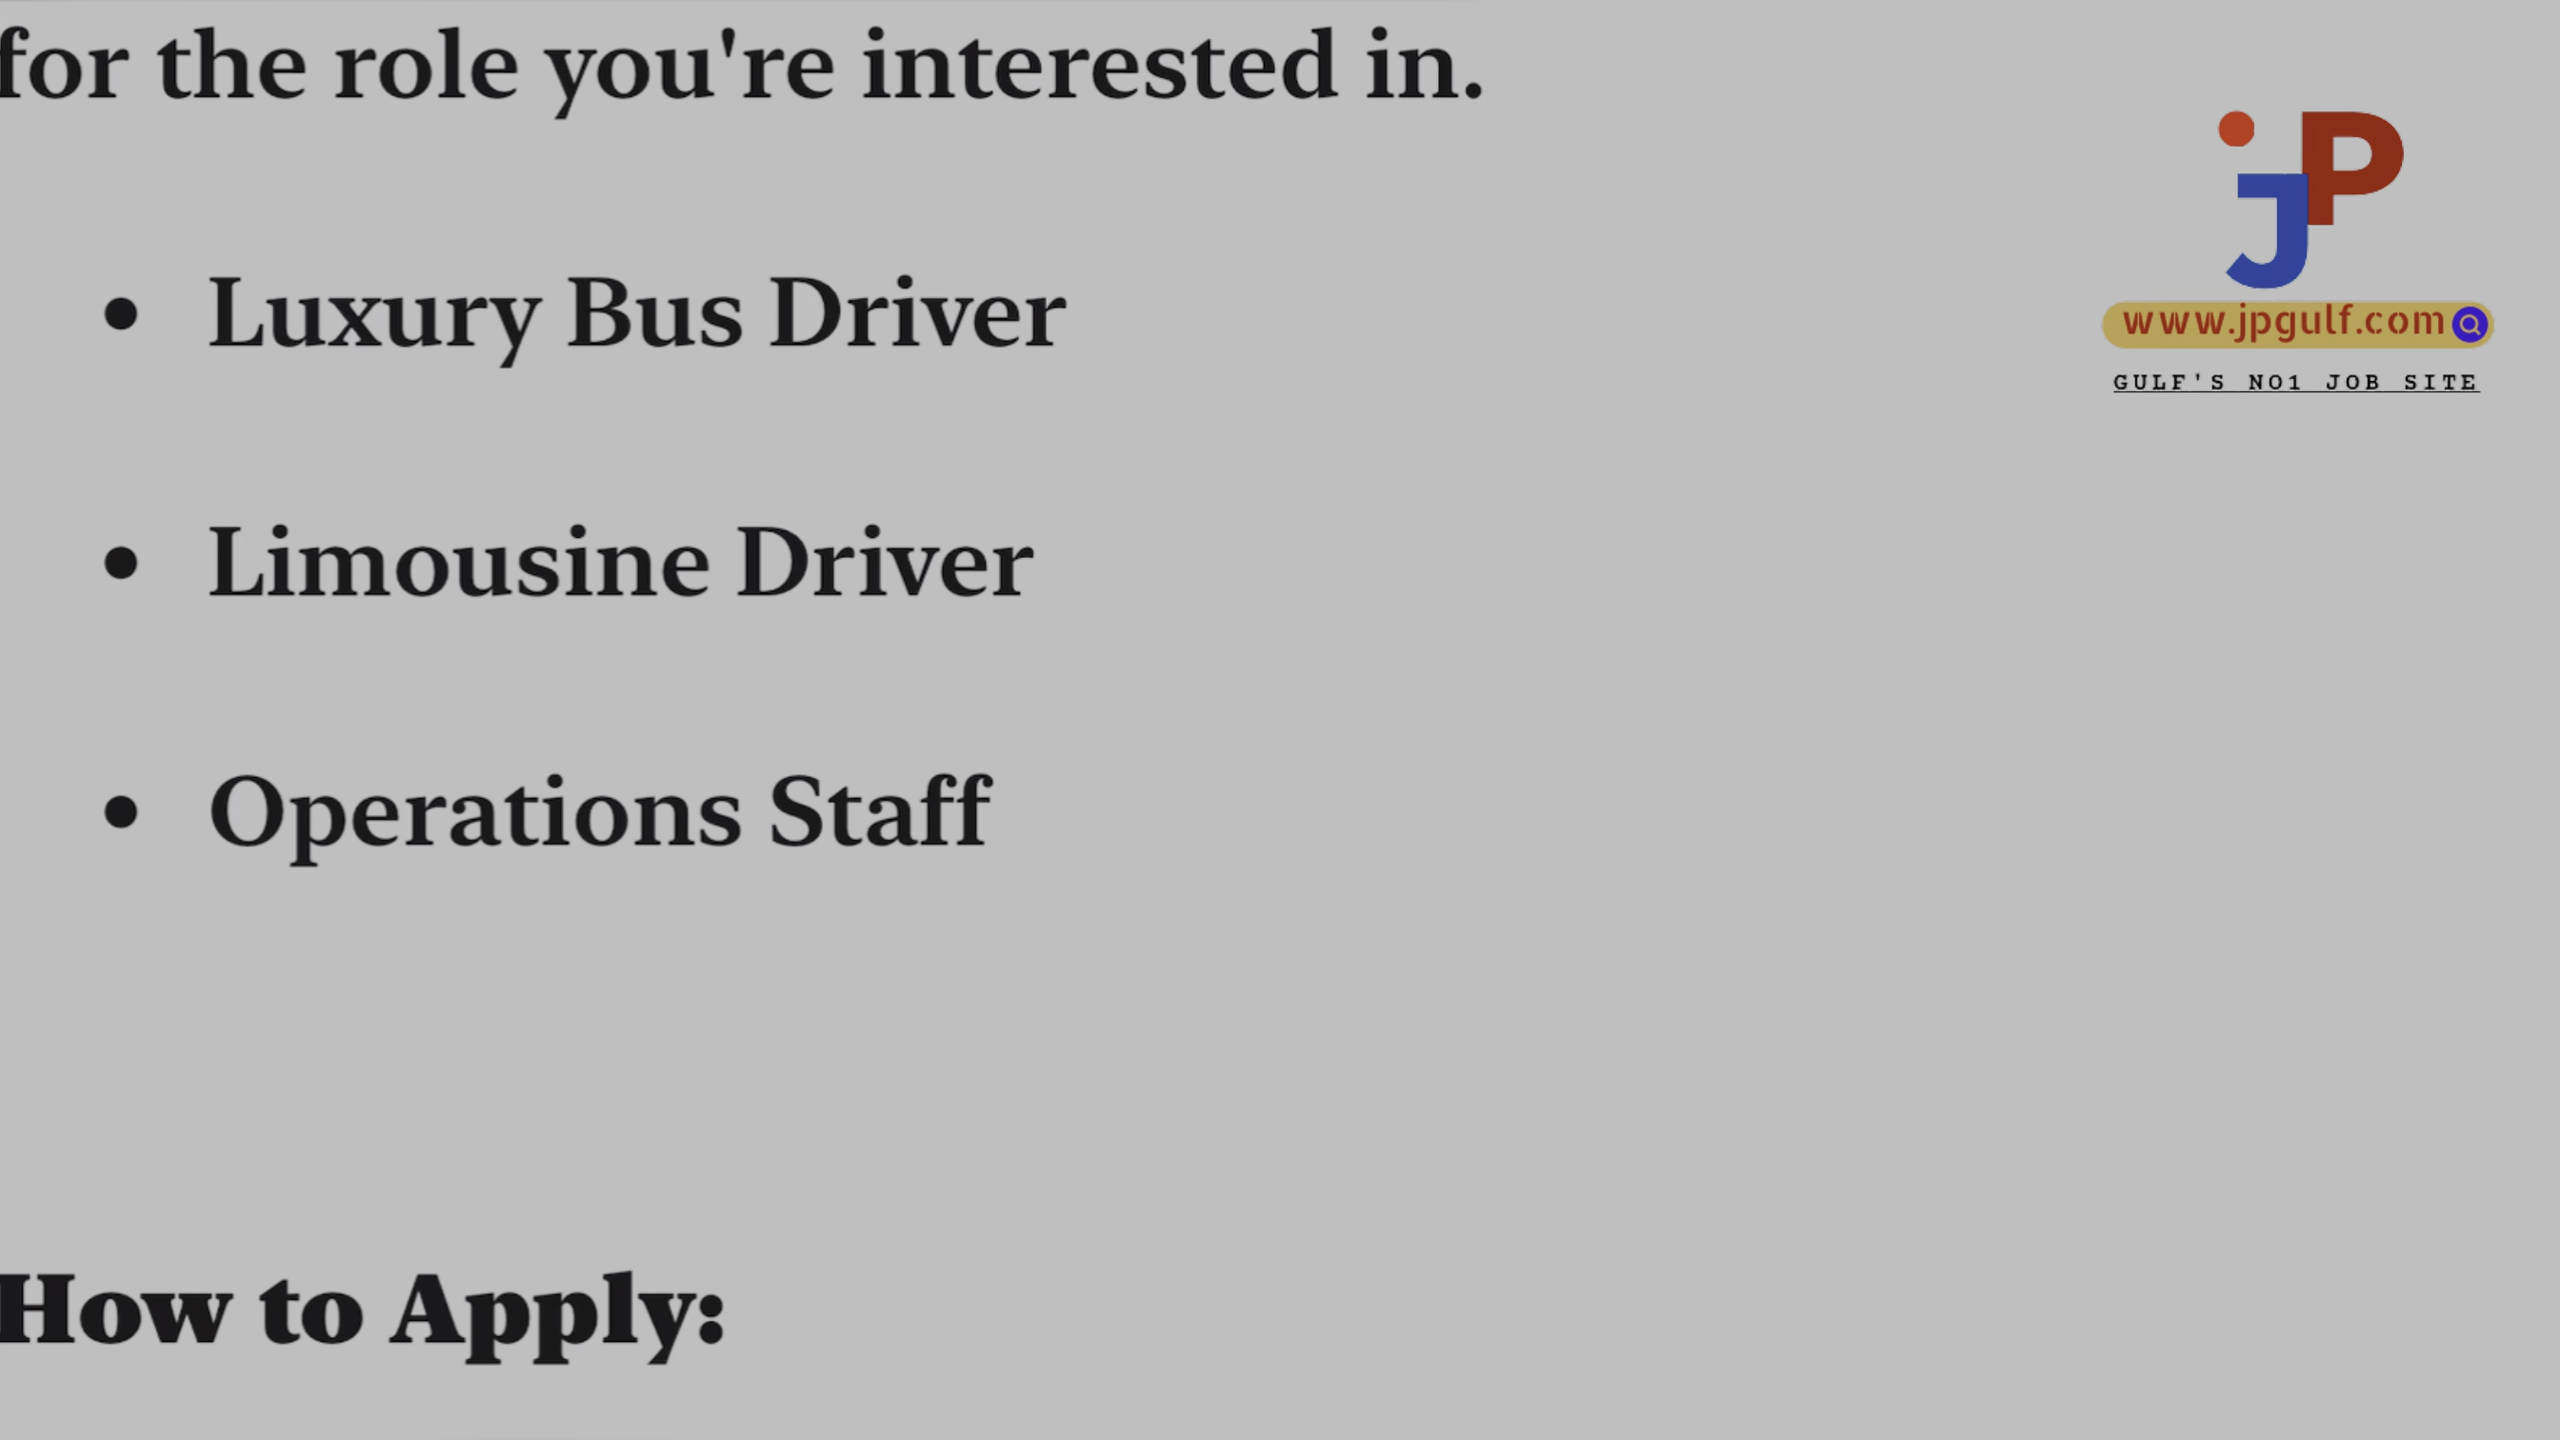 for the role you're interested in.
• Luxury Bus Driver
• Limousine Driver
• Operations Staff
How to Apply:
JP
www.jpgulf.com
GULF'S NO1 JOB SITE